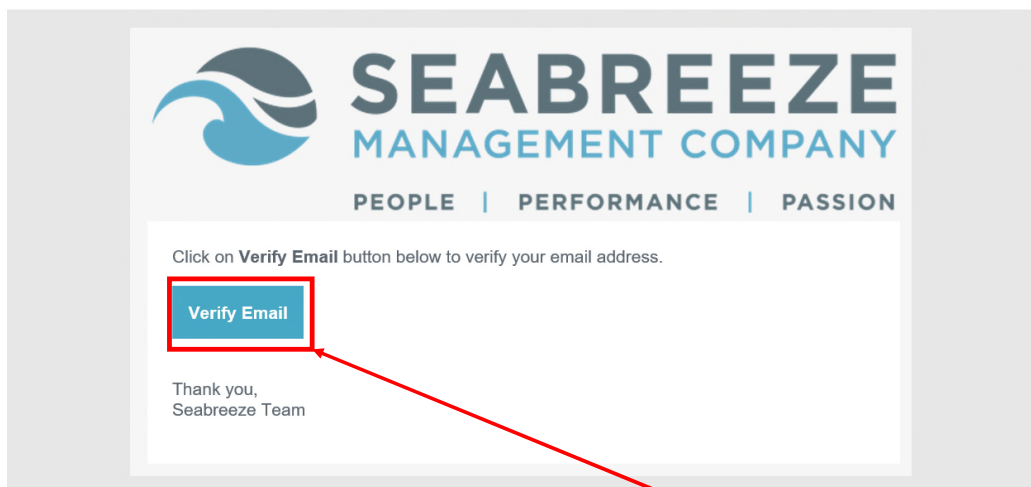 SEABREEZE
MANAGEMENT COMPANY
PEOPLE | PERFORMANCE | PASSION
Click on Verify Email button below to verify your email address.
Verify Email
Thank you,
Seabreeze Team